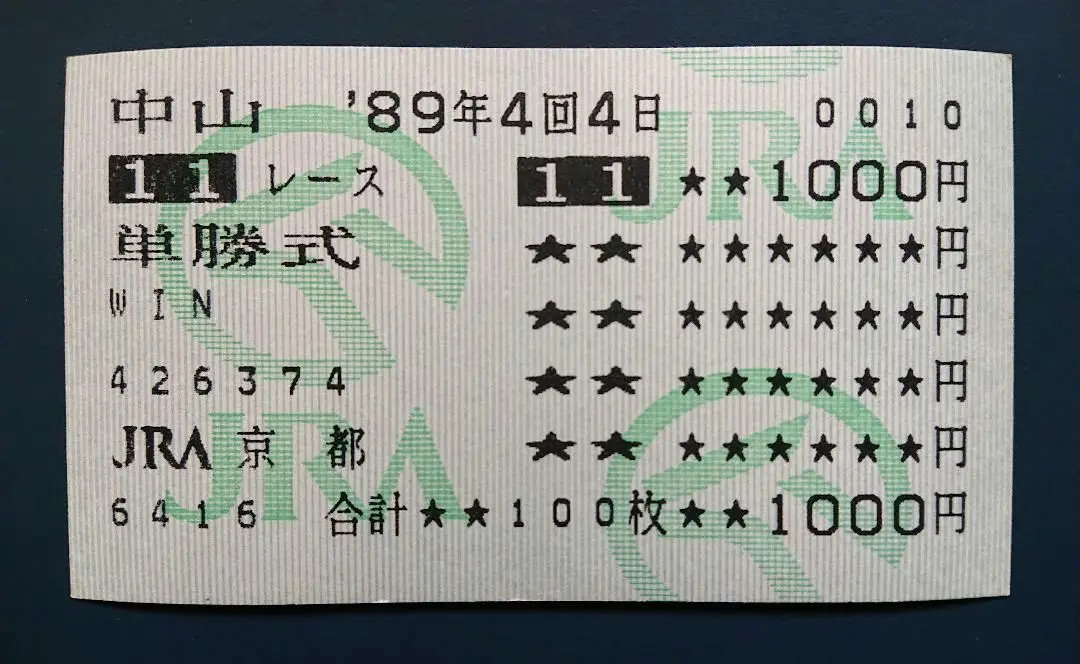 中山 '89年4回4日 0010
11 レース 11 ★★1000円
単勝式 ★★ ★★★★★★円
WIN ★★ ★★★★★★円
426374 ★★ ★★★★★★円
JRA 京都 ★★ ★★★★★★円
6416 合計★★100枚★★1000円
JRA
JRA